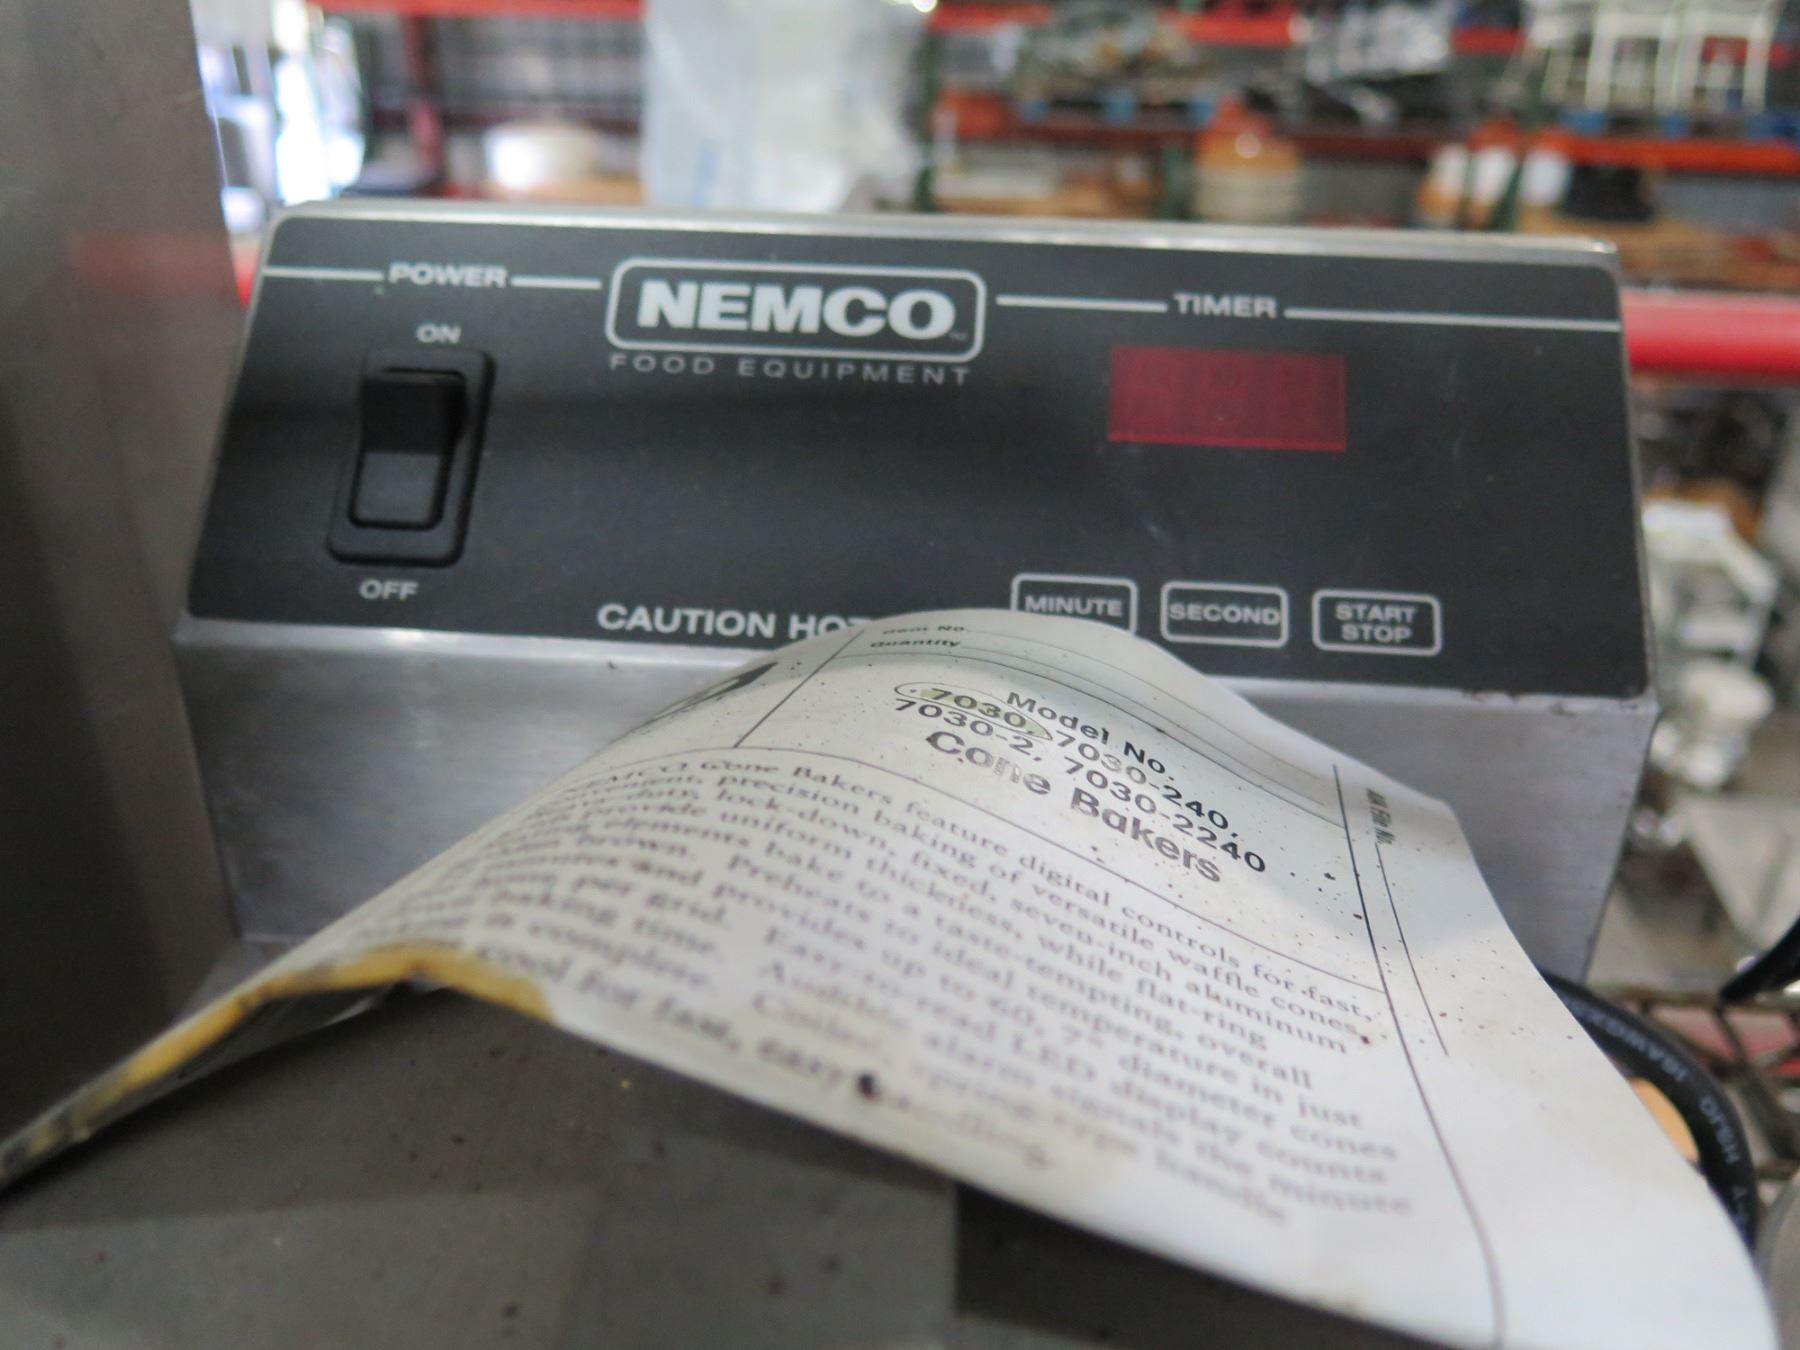 POWER
NEMCO
TIMER
ON
FOOD EQUIPMENT
OFF
CAUTION HOT
MINUTE
SECOND
START
STOP
Item No.
Quantity
Model No.
7030, 7030-240,
7030-2, 7030-2240
Cone Bakers
NEMCO Cone Bakers feature digital controls for fast,
precision baking of versatile waffle cones.
lock-down, fixed, seven-inch aluminum
provide uniform thickness, while flat-ring
elements bake to a taste-tempting, overall
brown. Preheats to ideal temperature in just
and provides up to 60, 7" diameter cones
per grid. Easy-to-read LED display counts
baking time. Audible alarm signals the minute
is complete. spring-type handle
cool for fast, easy handling.